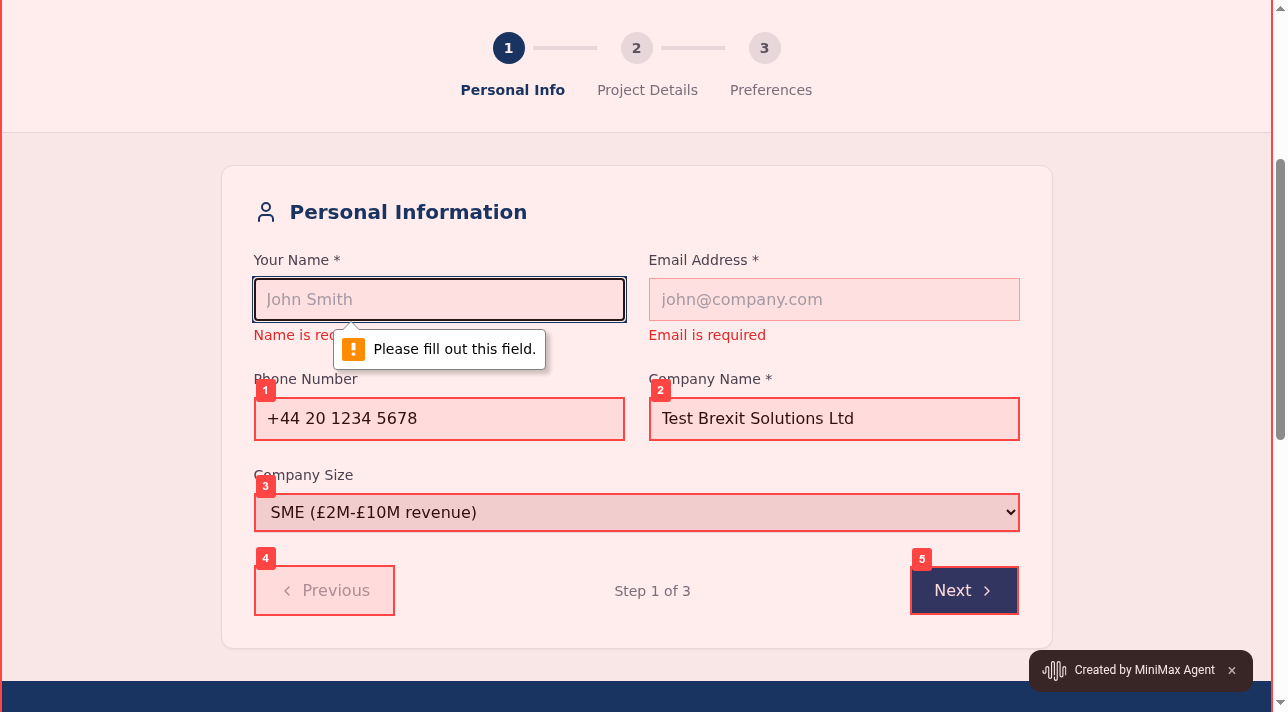 1 2 3
Personal Info Project Details Preferences
Personal Information
Your Name * Email Address *
John Smith john@company.com
Name is Email is required
Please fill out this field.
Phone Number Company Name *
1 2
+44 20 1234 5678 Test Brexit Solutions Ltd
Company Size
3
SME (£2M-£10M revenue)
4 5
Previous Step 1 of 3 Next
Created by MiniMax Agent ×